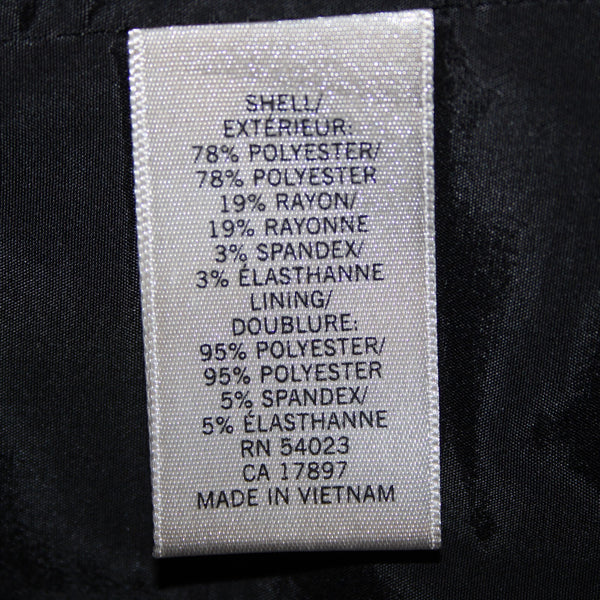 SHELL/
EXTÉRIEUR:
78% POLYESTER/
78% POLYESTER
19% RAYON/
19% RAYONNE
3% SPANDEX/
3% ÉLASTHANNE
LINING/
DOUBLURE:
95% POLYESTER/
95% POLYESTER
5% SPANDEX/
5% ÉLASTHANNE
RN 54023
CA 17897
MADE IN VIETNAM